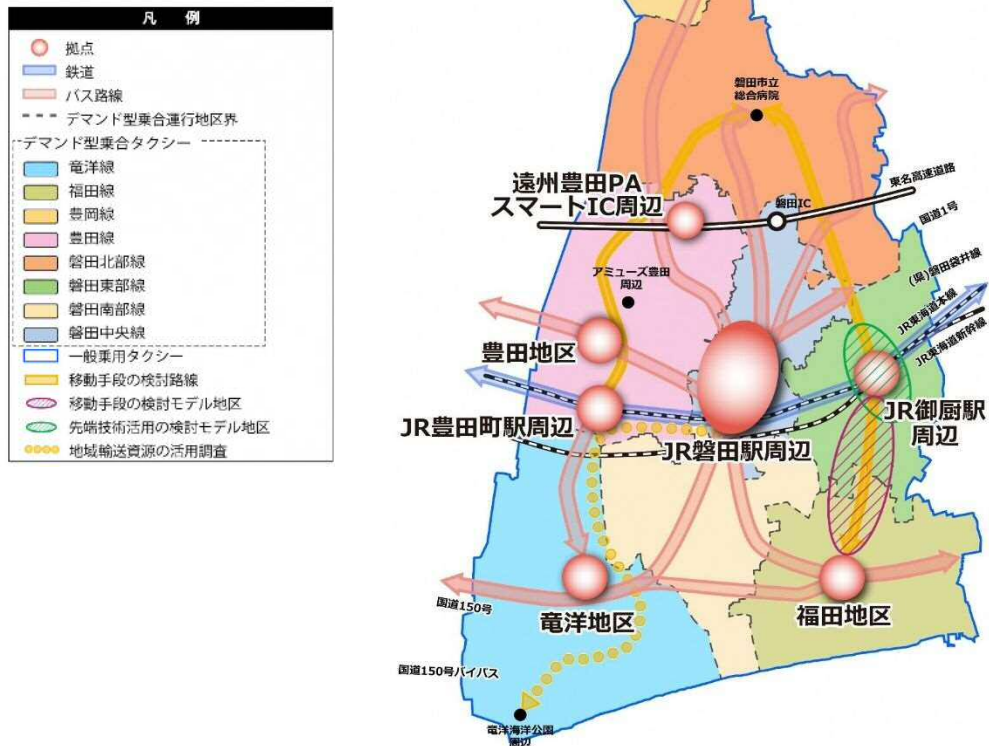 凡 例
拠点
鉄道
バス路線
デマンド型乗合運行地区界
デマンド型乗合タクシー
竜洋線
福田線
豊岡線
豊田線
磐田北部線
磐田東部線
磐田南部線
磐田中央線
一般乗用タクシー
移動手段の検討路線
移動手段の検討モデル地区
先端技術活用の検討モデル地区
地域輸送資源の活用調査
磐田市立
総合病院
遠州豊田PA
スマートIC周辺
東名高速道路
磐田IC
国道1号
(県)磐田袋井線
アミューズ豊田
周辺
JR東海道本線
JR東海道新幹線
豊田地区
JR豊田町駅周辺
JR磐田駅周辺
JR御厨駅
周辺
国道150号
竜洋地区
福田地区
国道150号バイパス
竜洋海洋公園
周辺